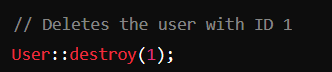 // Deletes the user with ID 1
User::destroy(1);